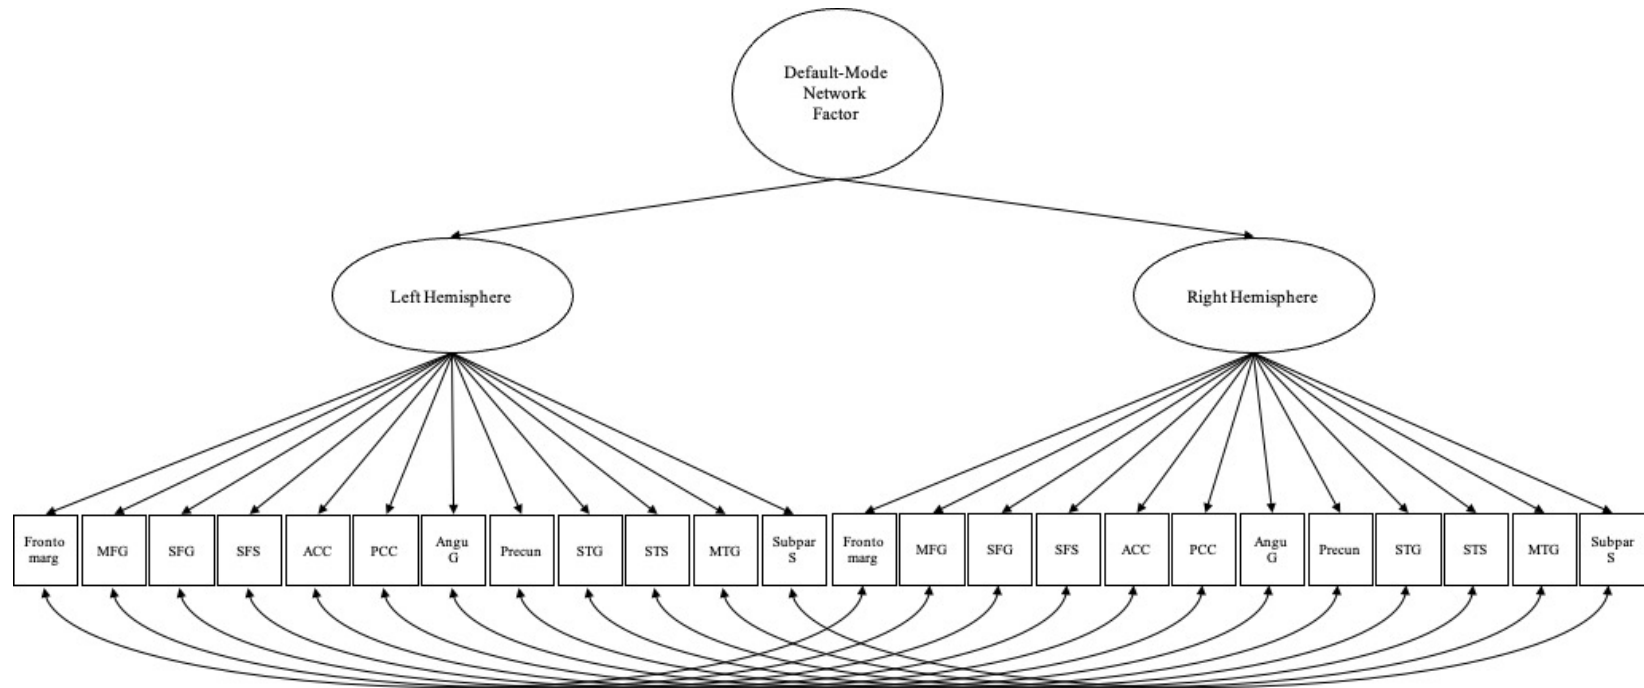 Default-Mode
Network
Factor
Left Hemisphere
Right Hemisphere
Fronto
marg
MFG
SFG
SFS
ACC
PCC
Angu
G
Precun
STG
STS
MTG
Subpar
S
Fronto
marg
MFG
SFG
SFS
ACC
PCC
Angu
G
Precun
STG
STS
MTG
Subpar
S